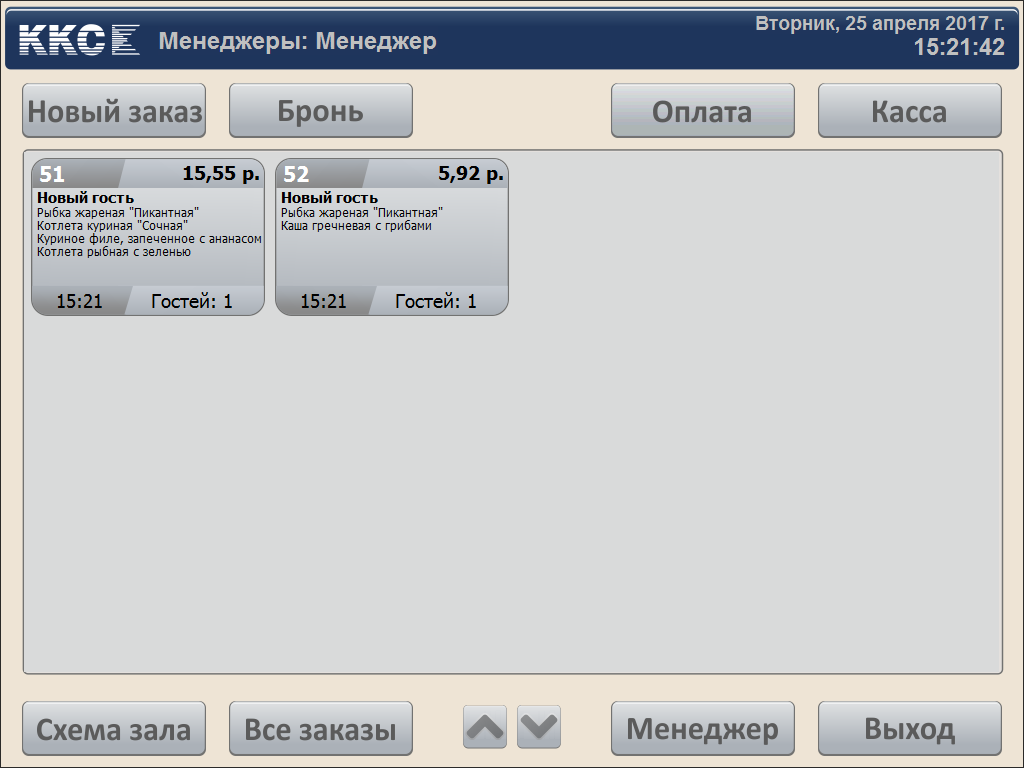 ККС Менеджеры: Менеджер
Вторник, 25 апреля 2017 г.
15:21:42
Новый заказ
Бронь
Оплата
Касса
51 15,55 р.
Новый гость
Рыбка жареная "Пикантная"
Котлета куриная "Сочная"
Куриное филе, запеченное с ананасом
Котлета рыбная с зеленью
15:21 Гостей: 1
52 5,92 р.
Новый гость
Рыбка жареная "Пикантная"
Каша гречневая с грибами
15:21 Гостей: 1
Схема зала
Все заказы
Менеджер
Выход